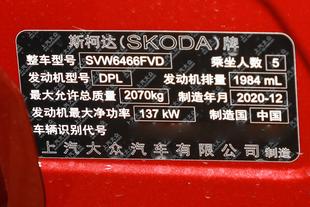 斯柯达(SKODA)牌
整车型号 SVW6466FVD 乘坐人数 5
发动机型号 DPL 发动机排量 1984 mL
最大允许总质量 2070kg 制造年月 2020-12
发动机最大净功率 137 kW 制造国 中国
车辆识别代号
上汽大众汽车有限公司 制造